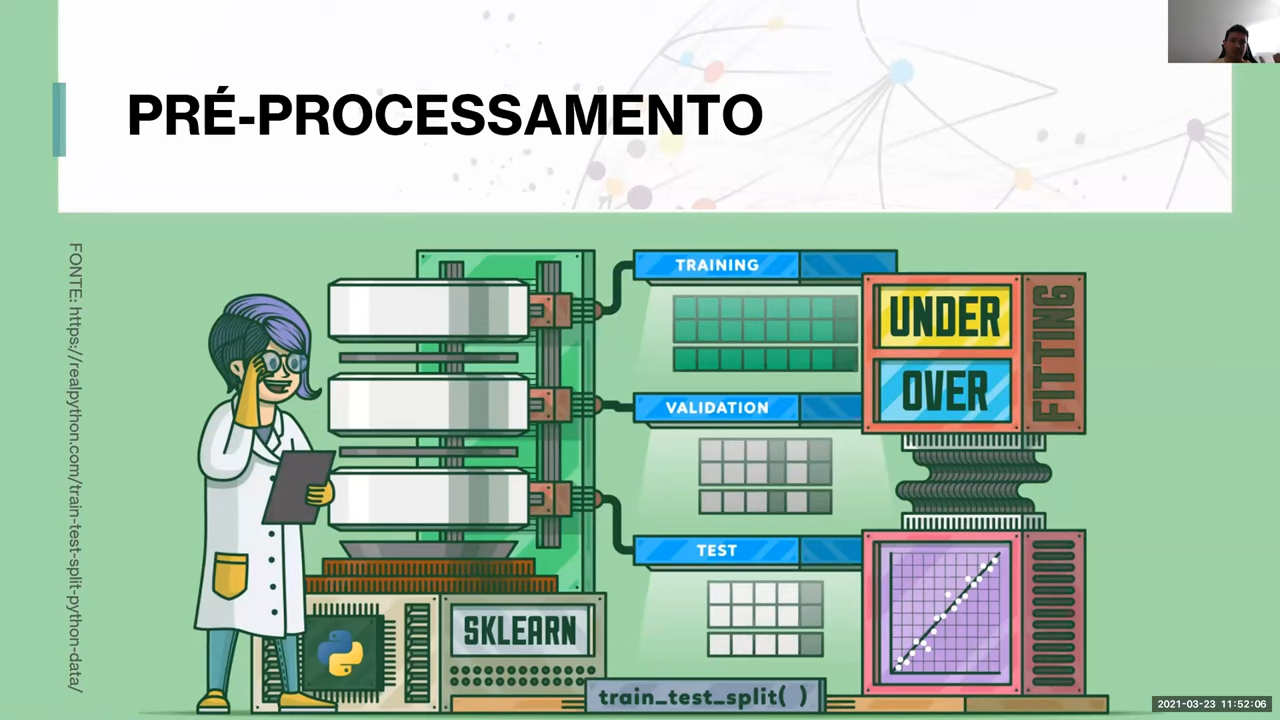 PRÉ-PROCESSAMENTO
FONTE: https://realpython.com/train-test-split-python-data/
TRAINING
UNDER
OVER
FITTING
VALIDATION
TEST
SKLEARN
train_test_split( )
2021-03-23 11:52:06